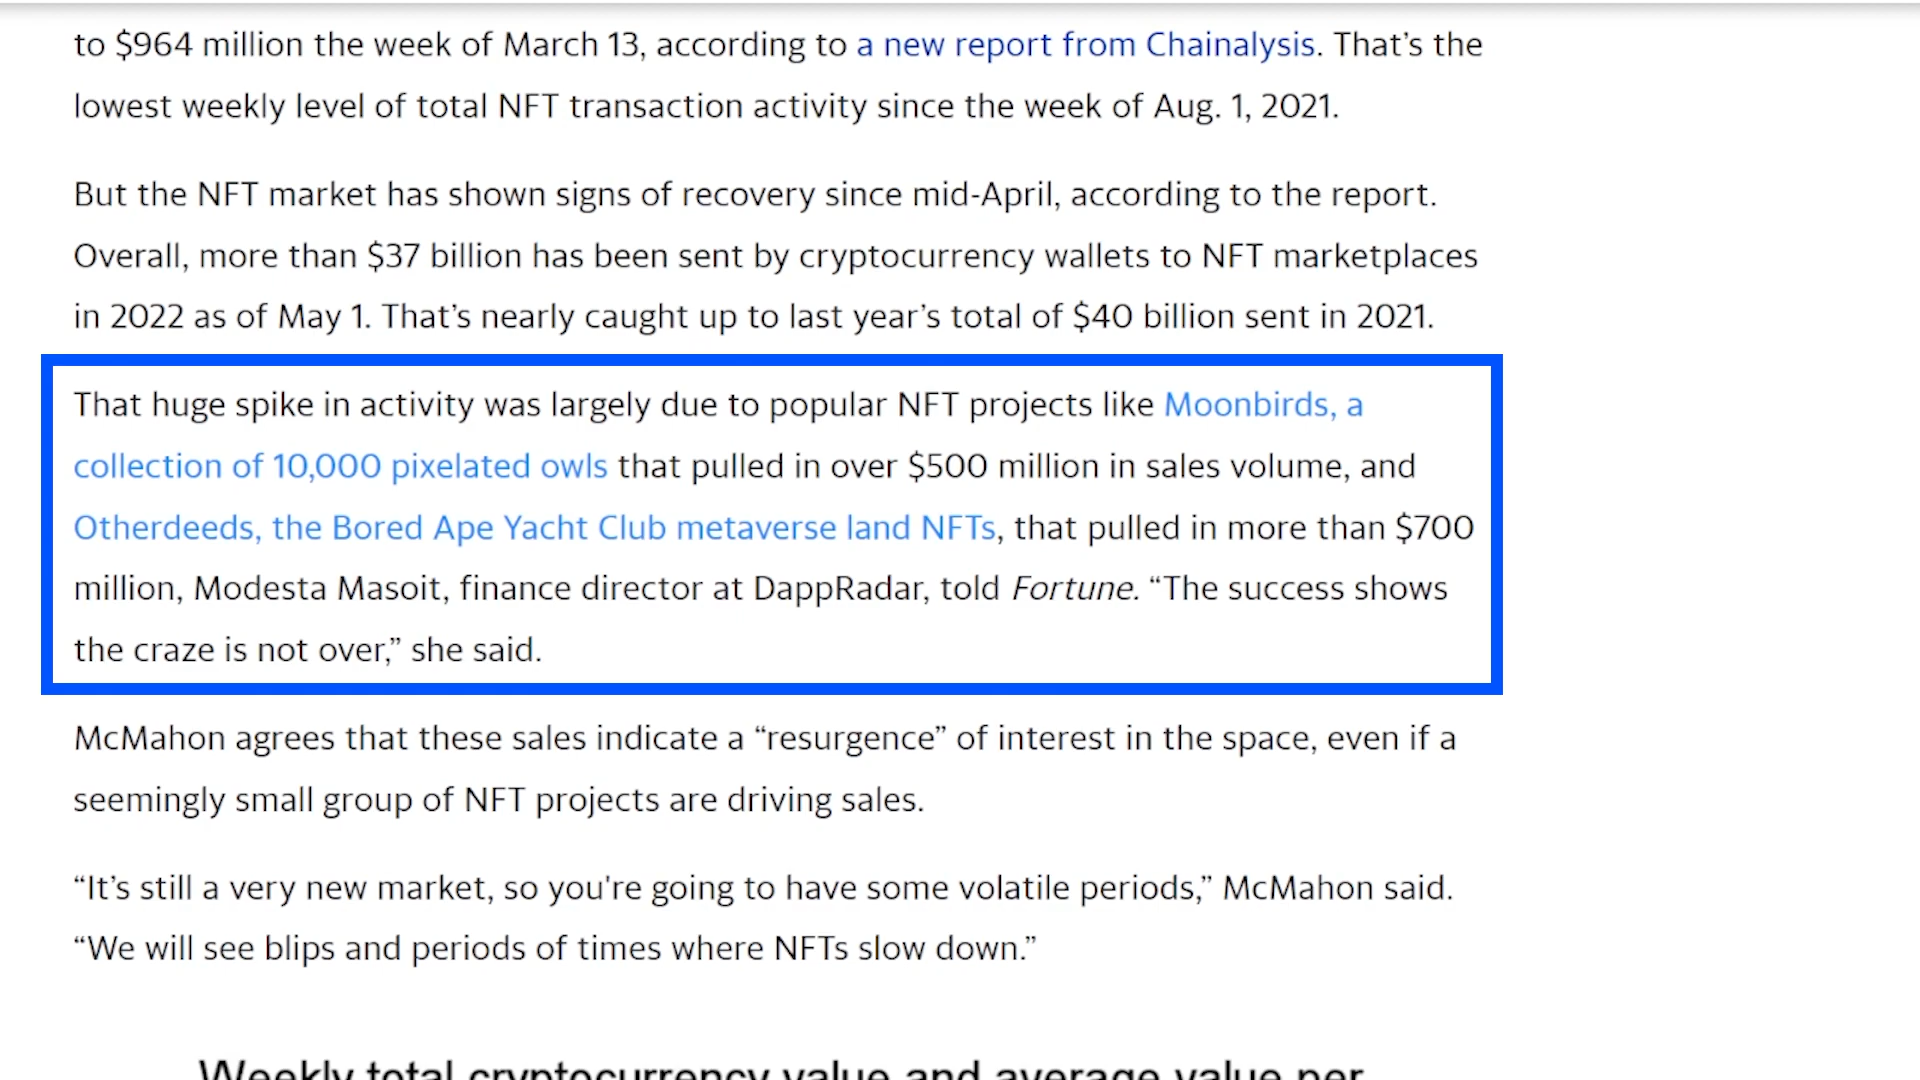 to $964 million the week of March 13, according to a new report from Chainalysis. That’s the
lowest weekly level of total NFT transaction activity since the week of Aug. 1, 2021.
But the NFT market has shown signs of recovery since mid-April, according to the report.
Overall, more than $37 billion has been sent by cryptocurrency wallets to NFT marketplaces
in 2022 as of May 1. That’s nearly caught up to last year’s total of $40 billion sent in 2021.
That huge spike in activity was largely due to popular NFT projects like Moonbirds, a
collection of 10,000 pixelated owls that pulled in over $500 million in sales volume, and
Otherdeeds, the Bored Ape Yacht Club metaverse land NFTs, that pulled in more than $700
million, Modesta Masoit, finance director at DappRadar, told Fortune. “The success shows
the craze is not over,” she said.
McMahon agrees that these sales indicate a “resurgence” of interest in the space, even if a
seemingly small group of NFT projects are driving sales.
“It’s still a very new market, so you're going to have some volatile periods,” McMahon said.
“We will see blips and periods of times where NFTs slow down.”
Weekly total cryptocurrency value and average value per